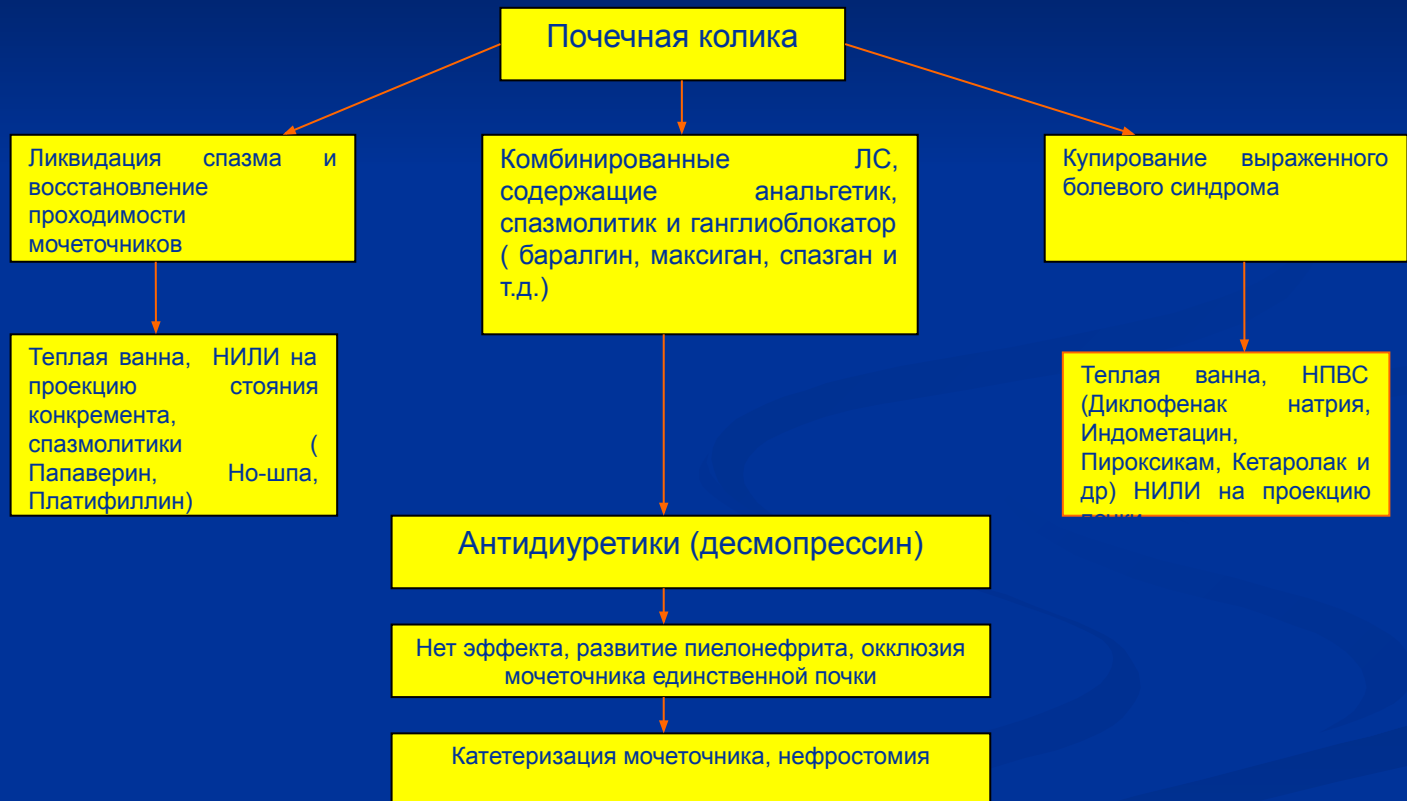 Почечная колика
Ликвидация спазма и
восстановление
проходимости
мочеточников
Комбинированные ЛС,
содержащие анальгетик,
спазмолитик и ганглиоблокатор
( баралгин, максиган, спазган и
т.д.)
Купирование выраженного
болевого синдрома
Теплая ванна, НИЛИ на
проекцию стояния
конкремента,
спазмолитики (
Папаверин, Но-шпа,
Платифиллин)
Теплая ванна, НПВС
(Диклофенак натрия,
Индометацин,
Пироксикам, Кетаролак и
др) НИЛИ на проекцию
Антидиуретики (десмопрессин)
Нет эффекта, развитие пиелонефрита, окклюзия
мочеточника единственной почки
Катетеризация мочеточника, нефростомия